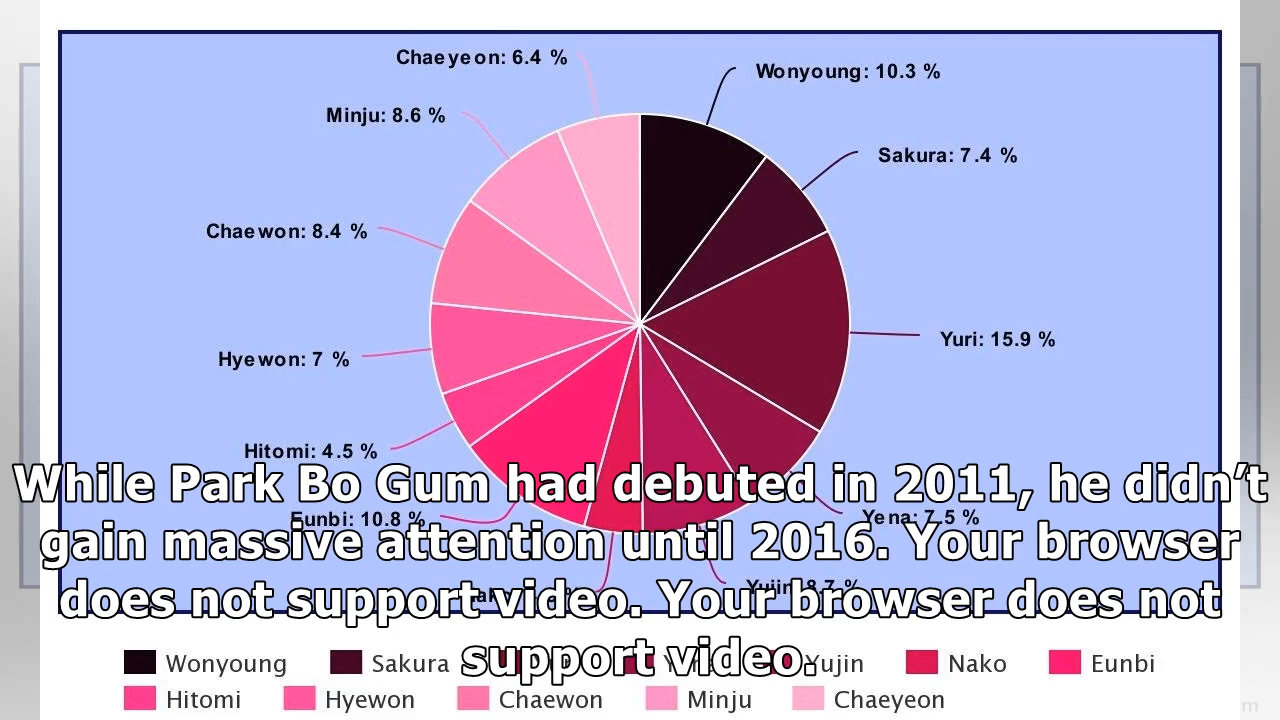 Chaeyeon: 6.4 %
Wonyoung: 10.3 %
Minju: 8.6 %
Sakura: 7.4 %
Chaewon: 8.4 %
Yuri: 15.9 %
Hyewon: 7 %
Hitomi: 4.5 %
While Park Bo Gum had debuted in 2011, he didn’t
Eunbi: 10.8 %
Yena: 7.5 %
gain massive attention until 2016. Your browser
Yujin: 8.7 %
does not support video. Your browser does not
support video.
Wonyoung Sakura Yujin Nako Eunbi
Hitomi Hyewon Chaewon Minju Chaeyeon